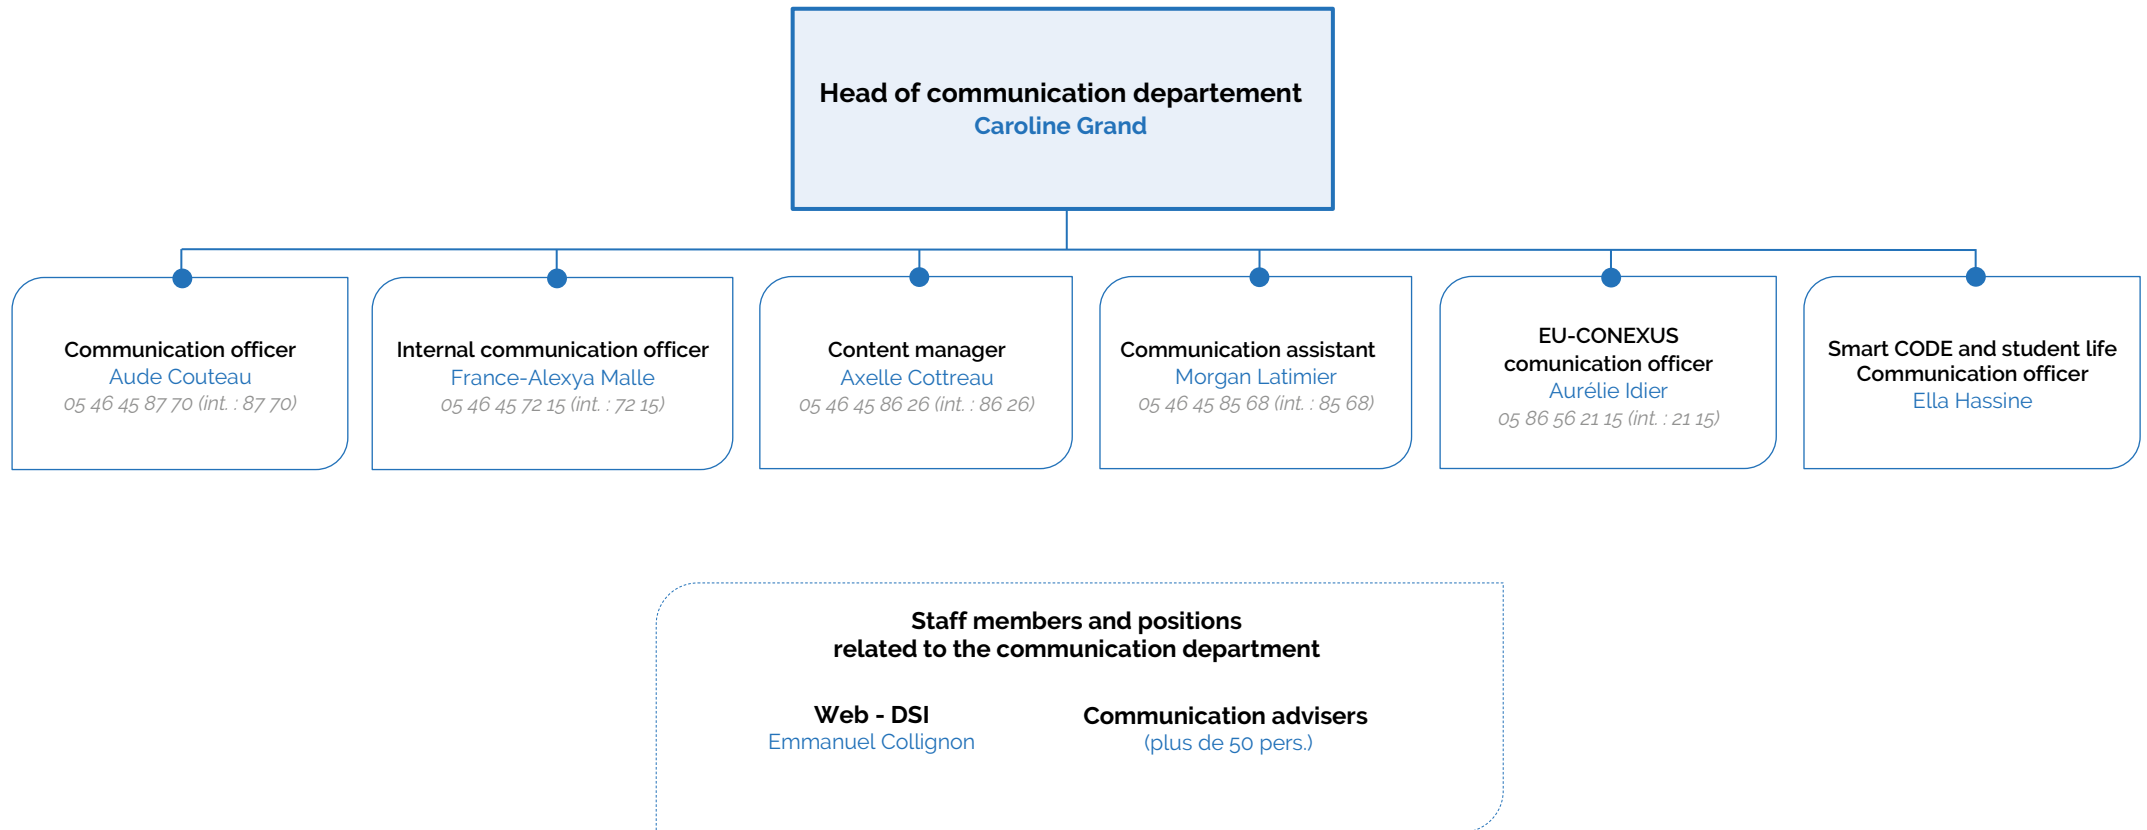 Head of communication departement
Caroline Grand
Communication officer
Aude Couteau
05 46 45 87 70 (int. : 87 70)
Internal communication officer
France-Alexya Malle
05 46 45 72 15 (int. : 72 15)
Content manager
Axelle Cottreau
05 46 45 86 26 (int. : 86 26)
Communication assistant
Morgan Latimier
05 46 45 85 68 (int. : 85 68)
EU-CONEXUS
comunication officer
Aurélie Idier
05 86 56 21 15 (int. : 21 15)
Smart CODE and student life
Communication officer
Ella Hassine
Staff members and positions
related to the communication department
Web - DSI
Emmanuel Collignon
Communication advisers
(plus de 50 pers.)